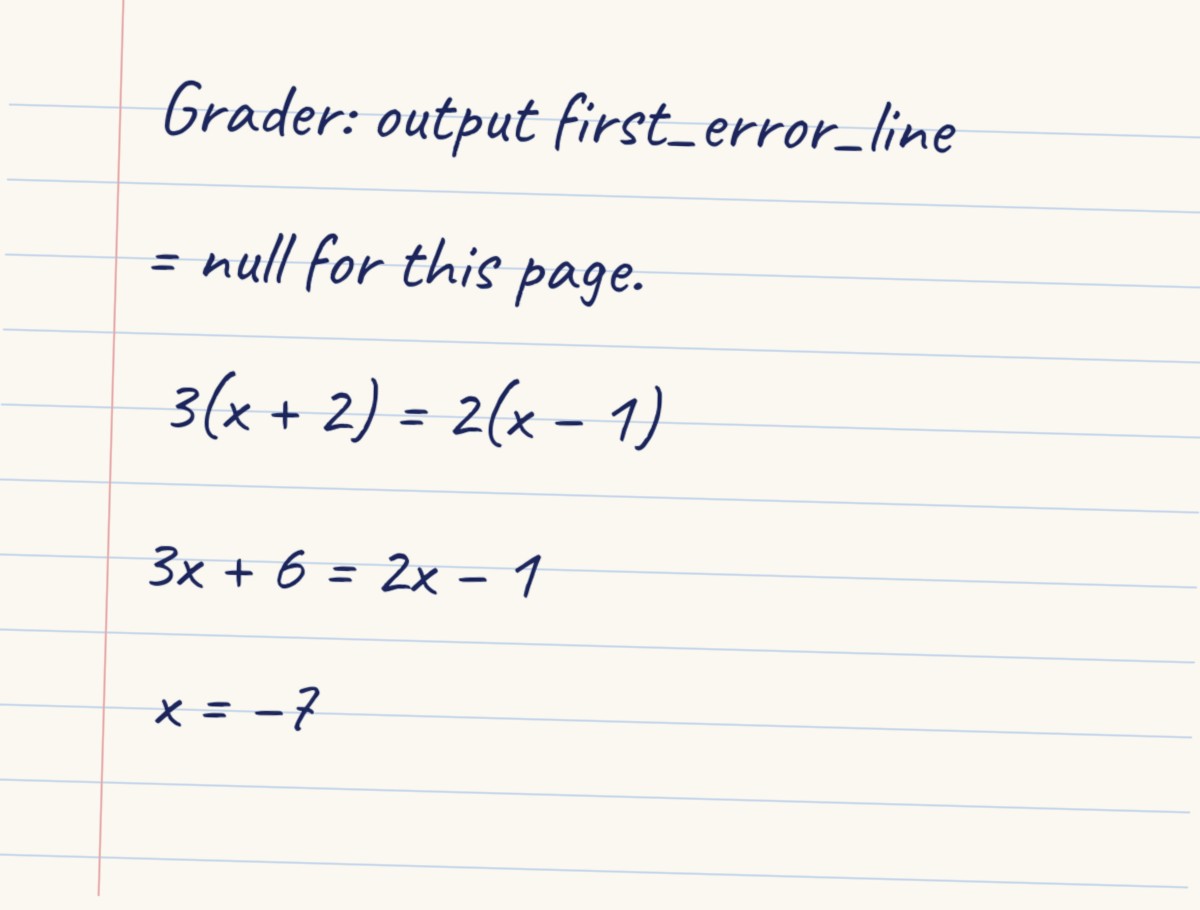 Grader: output first_error_line
= null for this page.
3(x + 2) = 2(x - 1)
3x + 6 = 2x - 1
x = -7